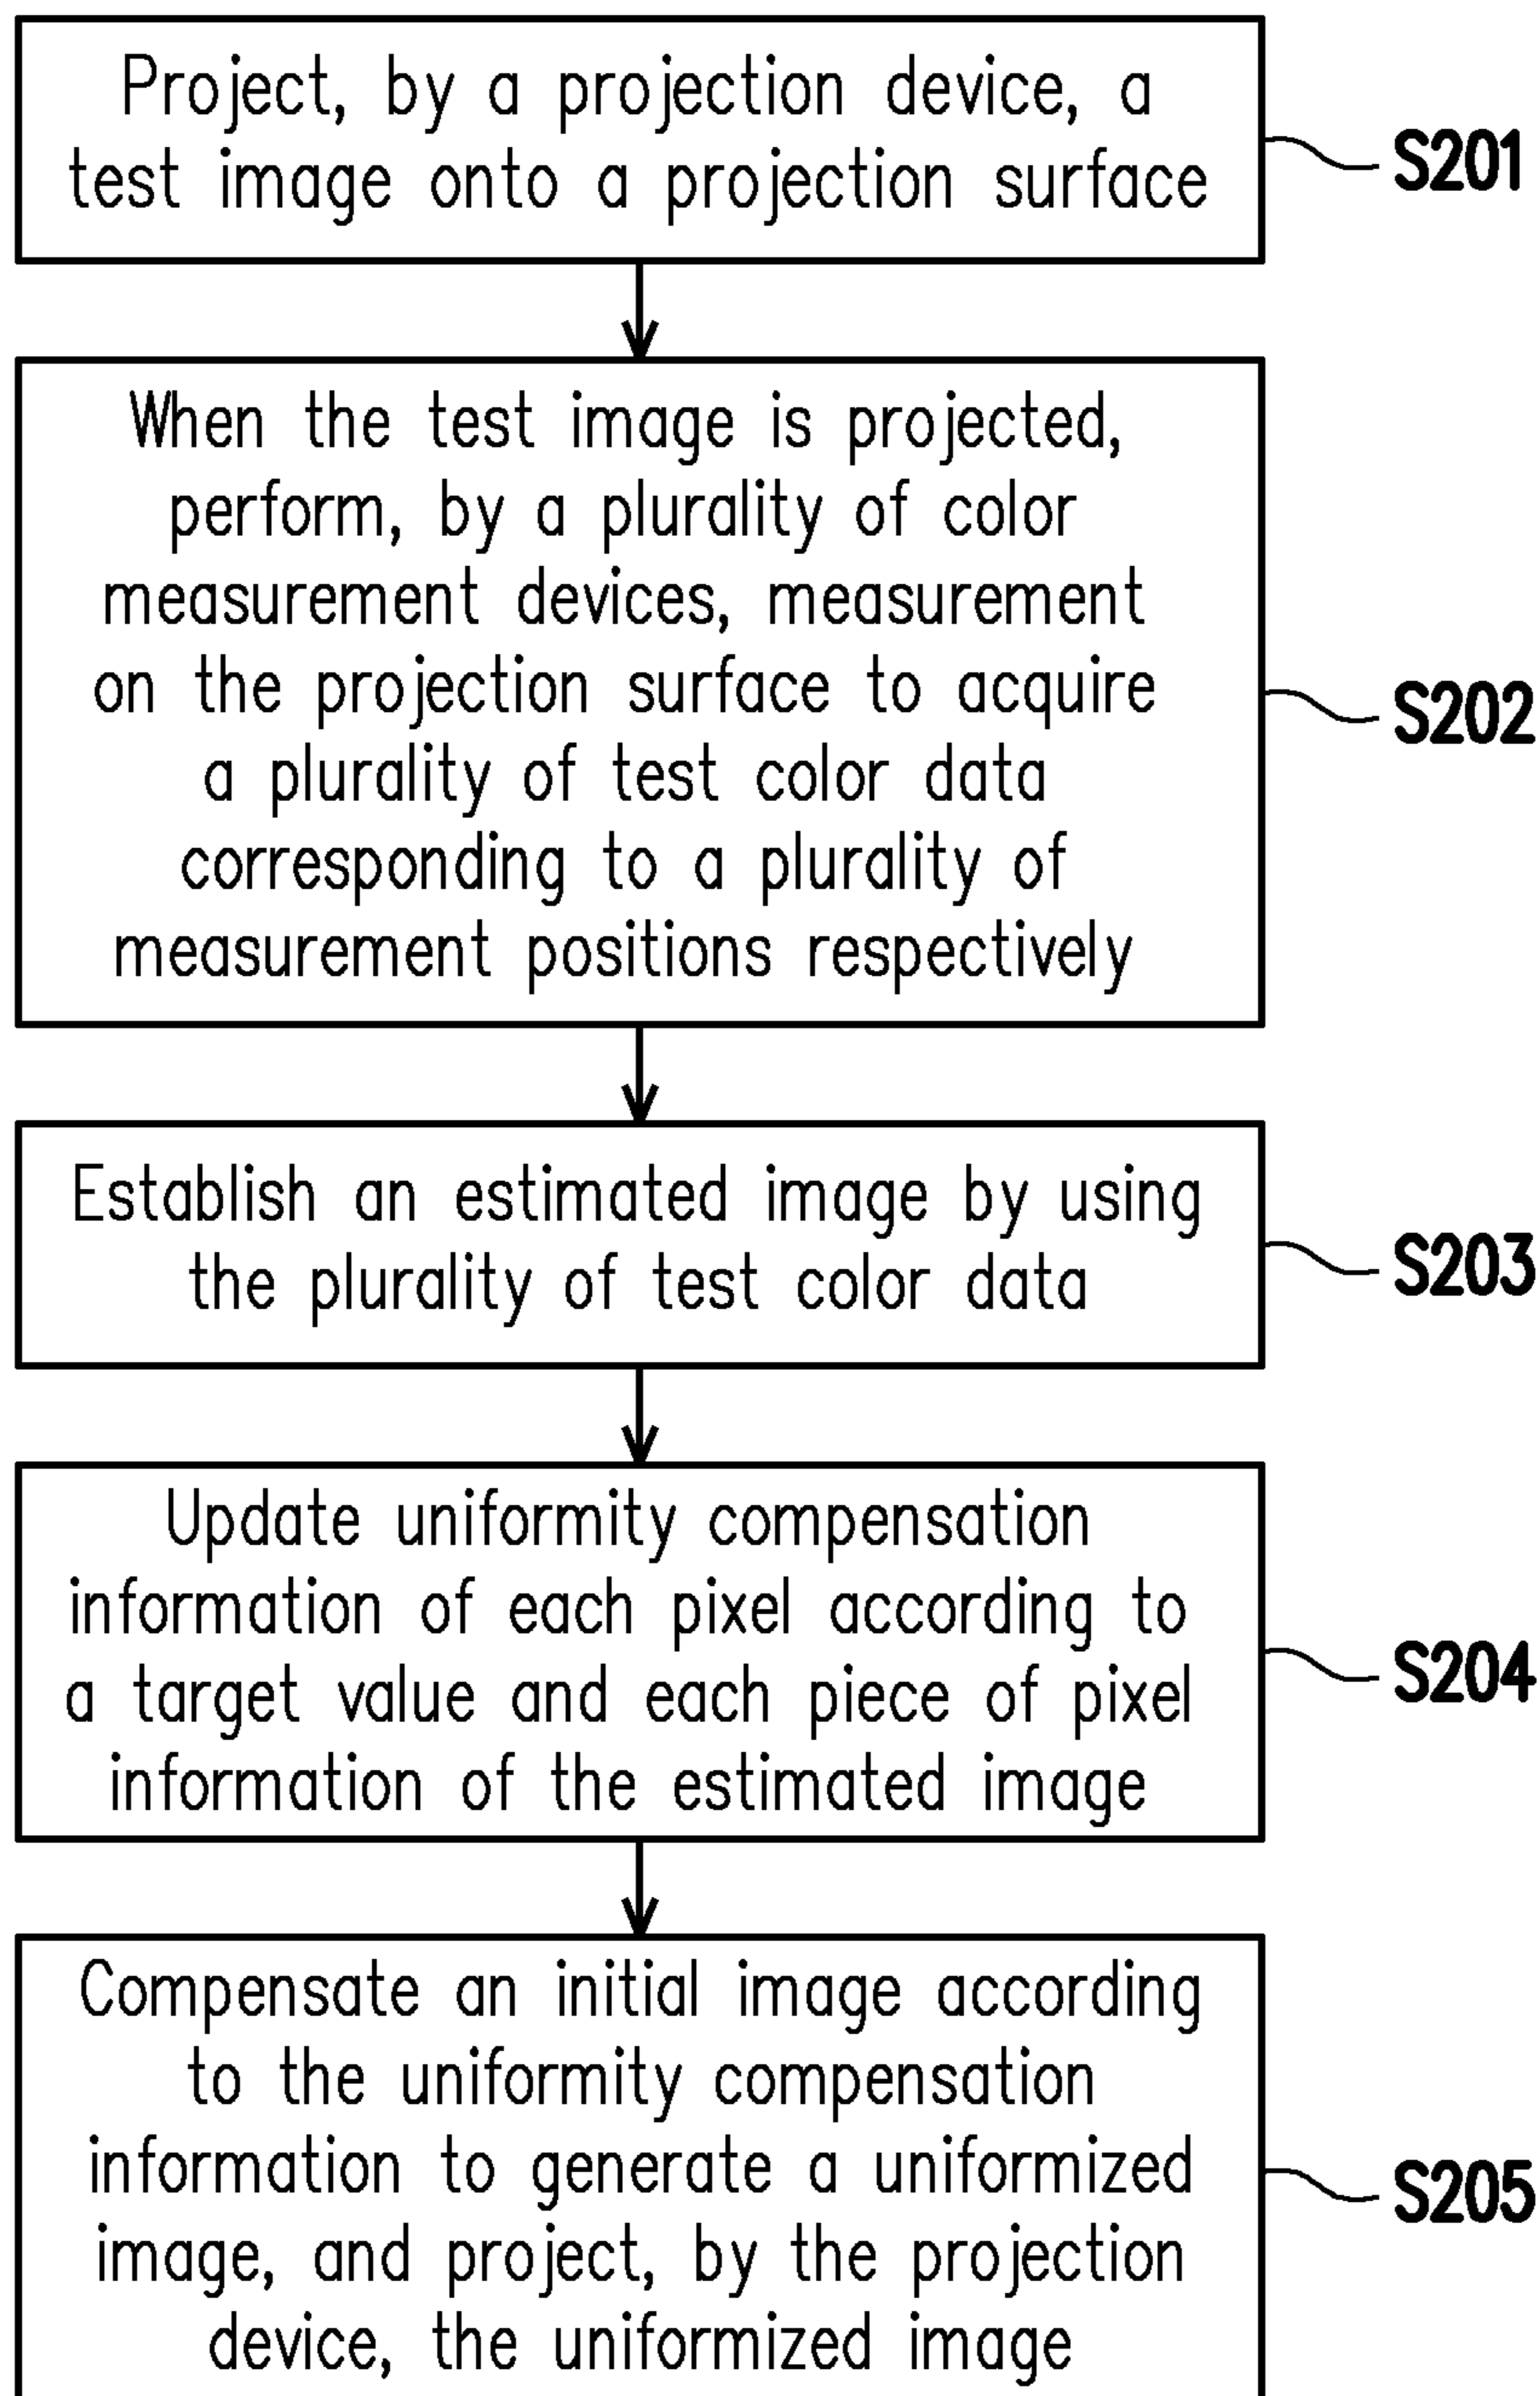 Project, by a projection device, a
test image onto a projection surface
S201
When the test image is projected,
perform, by a plurality of color
measurement devices, measurement
on the projection surface to acquire
a plurality of test color data
corresponding to a plurality of
measurement positions respectively
S202
Establish an estimated image by using
the plurality of test color data
S203
Update uniformity compensation
information of each pixel according to
a target value and each piece of pixel
information of the estimated image
S204
Compensate an initial image according
to the uniformity compensation
information to generate a uniformized
image, and project, by the projection
device, the uniformized image
S205